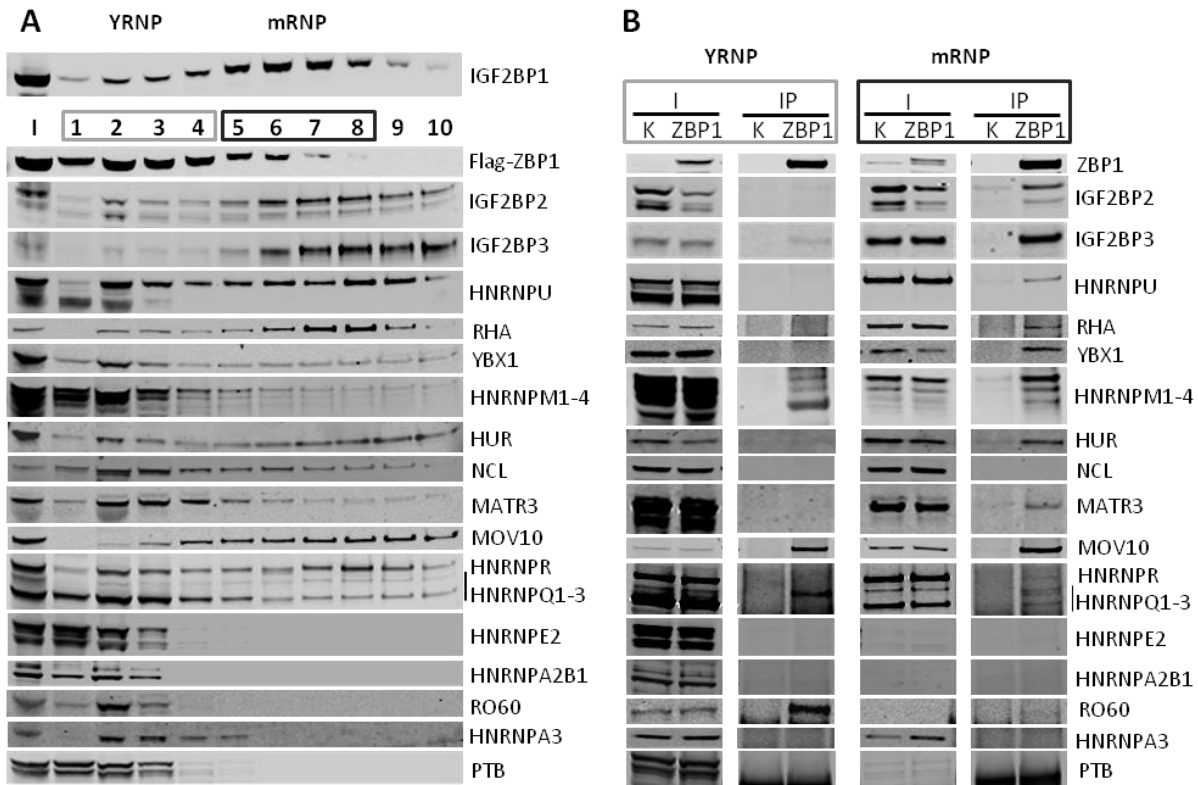 A
YRNP mRNP
IGF2BP1
I 1 2 3 4 5 6 7 8 9 10
Flag-ZBP1
IGF2BP2
IGF2BP3
HNRNPU
RHA
YBX1
HNRNPM1-4
HUR
NCL
MATR3
MOV10
HNRNPR
HNRNPQ1-3
HNRNPE2
HNRNPA2B1
RO60
HNRNPA3
PTB
B
YRNP mRNP
I IP I IP
K ZBP1 K ZBP1 K ZBP1 K ZBP1
ZBP1
IGF2BP2
IGF2BP3
HNRNPU
RHA
YBX1
HNRNPM1-4
HUR
NCL
MATR3
MOV10
HNRNPR
HNRNPQ1-3
HNRNPE2
HNRNPA2B1
RO60
HNRNPA3
PTB